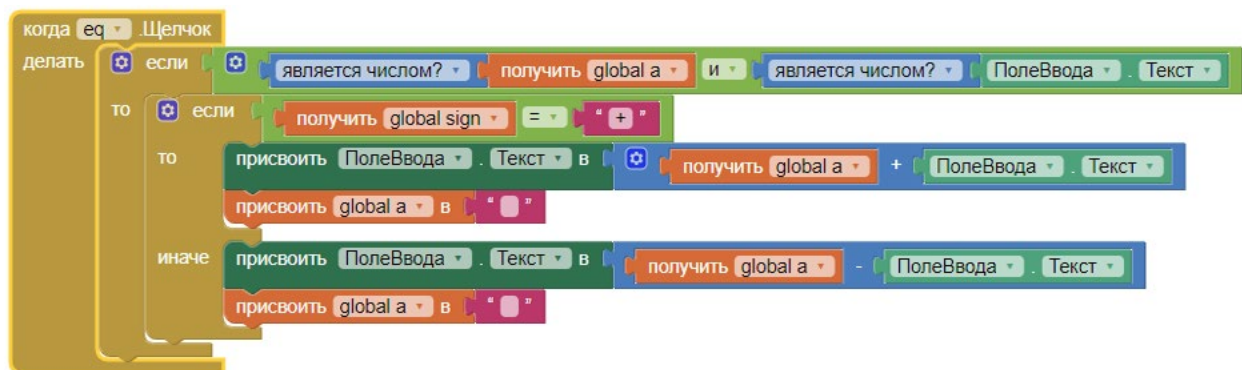 когда eq .Щелчок
делать если является числом? получить global a и является числом? ПолеВвода . Текст
то если получить global sign = " + "
то присвоить ПолеВвода . Текст в получить global a + ПолеВвода . Текст
присвоить global a в " "
иначе присвоить ПолеВвода . Текст в получить global a - ПолеВвода . Текст
присвоить global a в " "